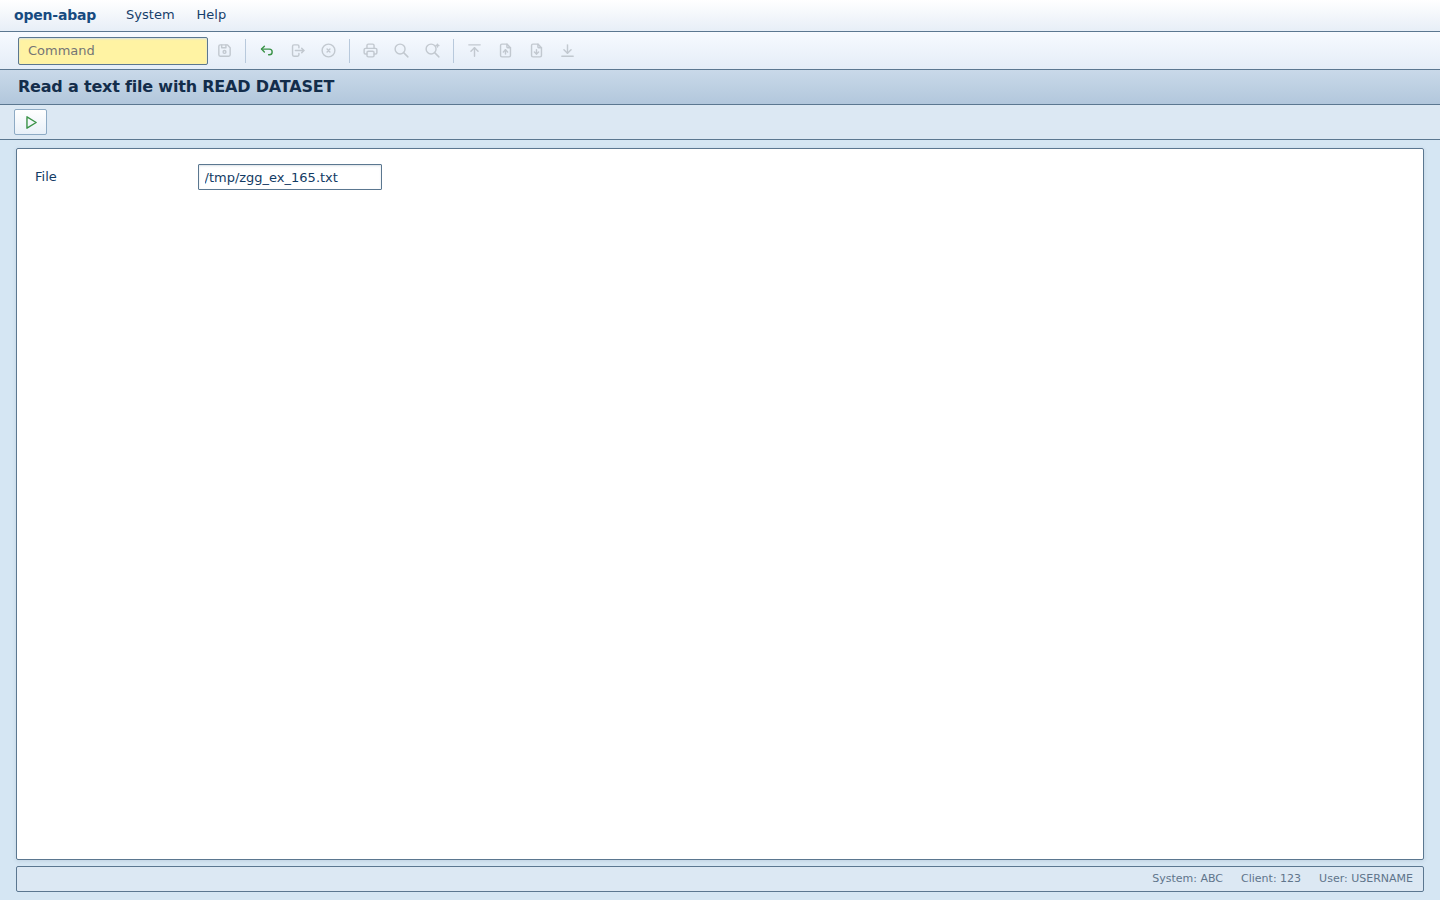 open-abap System Help
Command
Read a text file with READ DATASET
File /tmp/zgg_ex_165.txt
System: ABC Client: 123 User: USERNAME